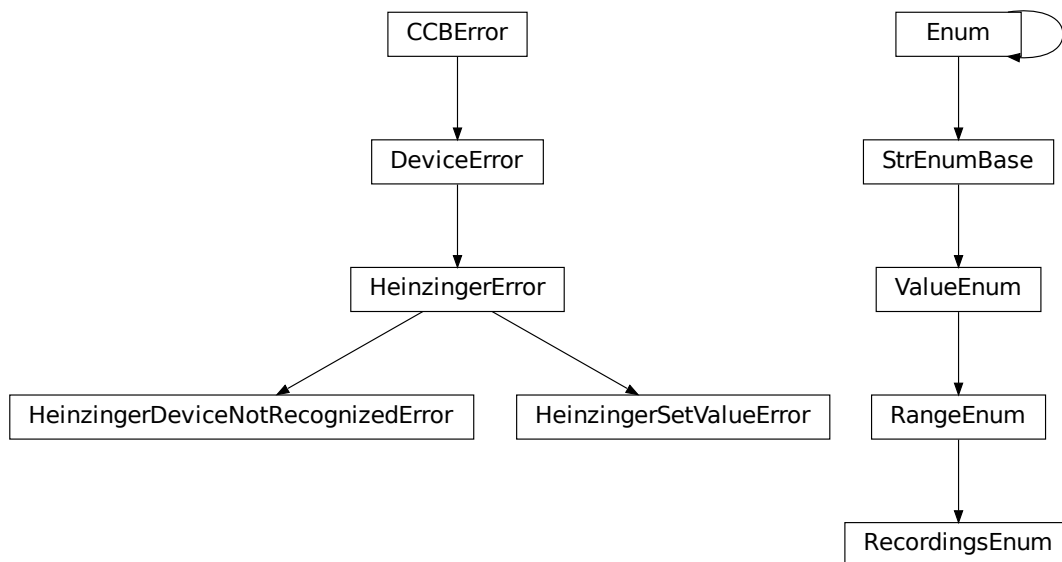 CCBError
Enum
DeviceError
StrEnumBase
HeinzingerError
ValueEnum
HeinzingerDeviceNotRecognizedError
HeinzingerSetValueError
RangeEnum
RecordingsEnum